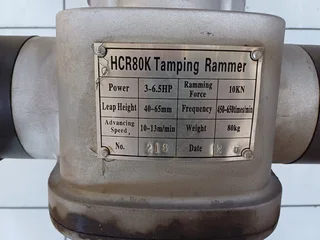 HCR80K Tamping Rammer
Power 3-6.5HP Ramming Force 10KN
Leap Height 40-65mm Frequency 450-650times/min
Advancing Speed 10-13m/min Weight 80kg
No. 218 Date